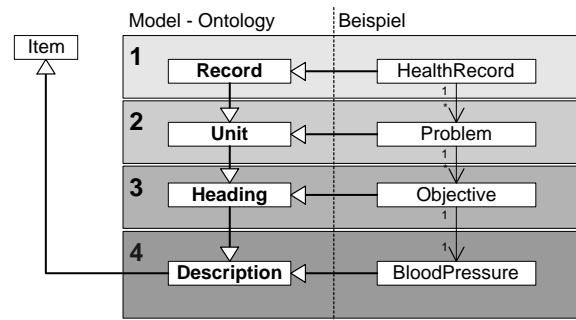 Model - Ontology Beispiel
Item
1
Record HealthRecord
1
*
2
Unit Problem
1
*
3
Heading Objective
1
1
4
Description BloodPressure